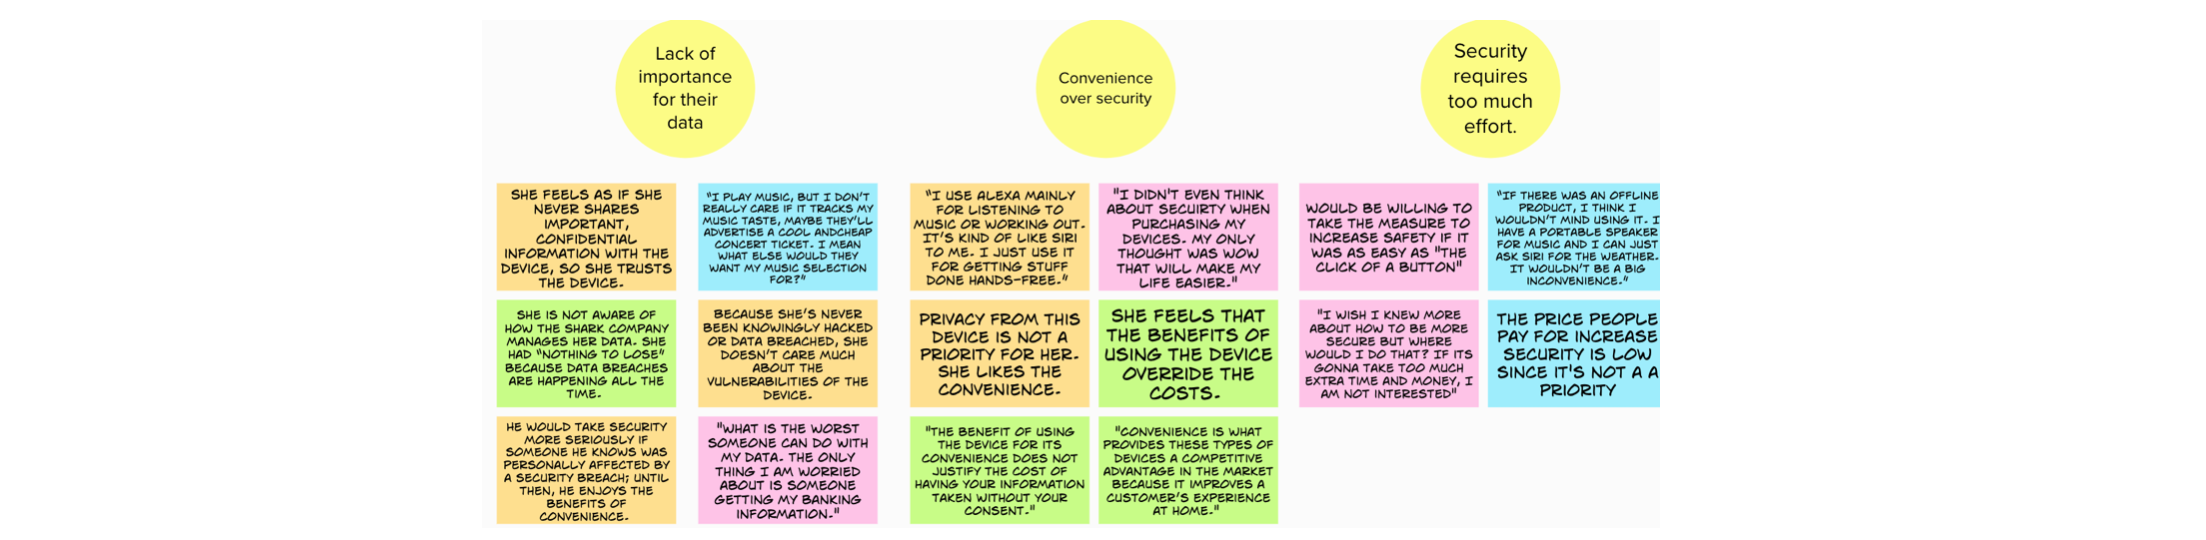 Lack of
importance
for their
data
Convenience
over security
Security
requires
too much
effort.
SHE FEELS AS IF SHE
NEVER SHARES
IMPORTANT,
CONFIDENTIAL
INFORMATION WITH THE
DEVICE, SO SHE TRUSTS
THE DEVICE.
"I PLAY MUSIC, BUT I DON'T
REALLY CARE IF IT TRACKS MY
MUSIC TASTE, MAYBE THEY'LL
ADVERTISE A COOL ANDCHEAP
CONCERT TICKET. I MEAN
WHAT ELSE WOULD THEY
WANT MY MUSIC SELECTION
FOR?"
SHE IS NOT AWARE OF
HOW THE SHARK COMPANY
MANAGES HER DATA. SHE
HAD "NOTHING TO LOSE"
BECAUSE DATA BREACHES
ARE HAPPENING ALL THE
TIME.
BECAUSE SHE'S NEVER
BEEN KNOWINGLY HACKED
OR DATA BREACHED, SHE
DOESN'T CARE MUCH
ABOUT THE
VULNERABILITIES OF THE
DEVICE.
HE WOULD TAKE SECURITY
MORE SERIOUSLY IF
SOMEONE HE KNOWS WAS
PERSONALLY AFFECTED BY
A SECURITY BREACH; UNTIL
THEN, HE ENJOYS THE
BENEFITS OF
CONVENIENCE.
"WHAT IS THE WORST
SOMEONE CAN DO WITH
MY DATA. THE ONLY
THING I AM WORRIED
ABOUT IS SOMEONE
GETTING MY BANKING
INFORMATION."
"I USE ALEXA MAINLY
FOR LISTENING TO
MUSIC OR WORKING OUT.
IT'S KIND OF LIKE SIRI
TO ME. I JUST USE IT
FOR GETTING STUFF
DONE HANDS-FREE."
"I DIDN'T EVEN THINK
ABOUT SECUIRTY WHEN
PURCHASING MY
DEVICES. MY ONLY
THOUGHT WAS WOW
THAT WILL MAKE MY
LIFE EASIER."
PRIVACY FROM THIS
DEVICE IS NOT A
PRIORITY FOR HER.
SHE LIKES THE
CONVENIENCE.
SHE FEELS THAT
THE BENEFITS OF
USING THE DEVICE
OVERRIDE THE
COSTS.
"THE BENEFIT OF USING
THE DEVICE FOR ITS
CONVENIENCE DOES NOT
JUSTIFY THE COST OF
HAVING YOUR INFORMATION
TAKEN WITHOUT YOUR
CONSENT."
"CONVENIENCE IS WHAT
PROVIDES THESE TYPES OF
DEVICES A COMPETITIVE
ADVANTAGE IN THE MARKET
BECAUSE IT IMPROVES A
CUSTOMER'S EXPERIENCE
AT HOME."
WOULD BE WILLING TO
TAKE THE MEASURE TO
INCREASE SAFETY IF IT
WAS AS EASY AS "THE
CLICK OF A BUTTON"
"IF THERE WAS AN OFFLINE
PRODUCT, I THINK I
WOULDN'T MIND USING IT. I
HAVE A PORTABLE SPEAKER
FOR MUSIC AND I CAN JUST
ASK SIRI FOR THE WEATHER.
IT WOULDN'T BE A BIG
INCONVENIENCE."
"I WISH I KNEW MORE
ABOUT HOW TO BE MORE
SECURE BUT WHERE
WOULD I DO THAT? IF ITS
GONNA TAKE TOO MUCH
EXTRA TIME AND MONEY, I
AM NOT INTERESTED"
THE PRICE PEOPLE
PAY FOR INCREASE
SECURITY IS LOW
SINCE IT'S NOT A A
PRIORITY